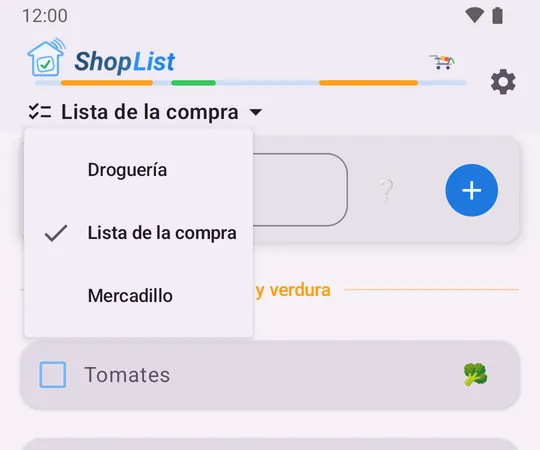 12:00
ShopList
Lista de la compra
Droguería
Lista de la compra
Mercadillo
y verdura
Tomates